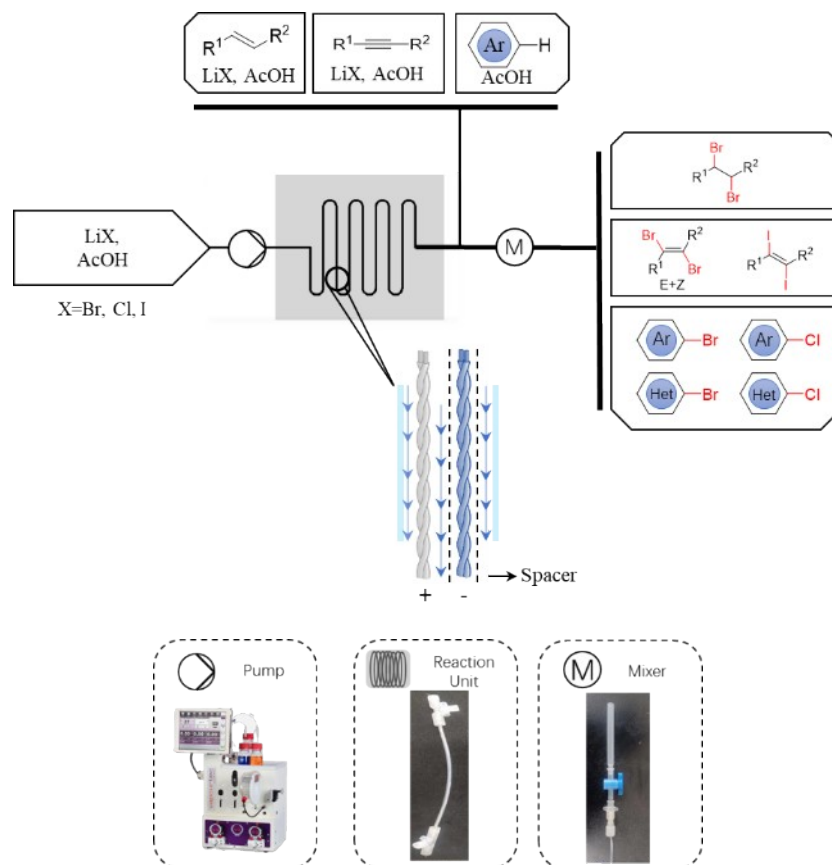 R¹ R²
LiX, AcOH
R¹ R²
LiX, AcOH
Ar H
AcOH
LiX,
AcOH
X=Br, Cl, I
M
Br
R¹ R²
Br
Br R²
R¹ Br
E+Z
I
R¹ R²
I
Ar Br
Ar Cl
Het Br
Het Cl
+ -
Spacer
Pump
Reaction
Unit
M Mixer